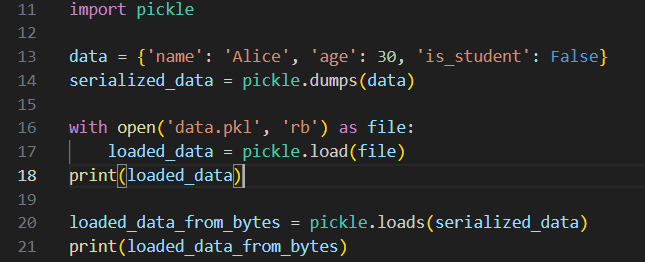 11 import pickle
12
13 data = {'name': 'Alice', 'age': 30, 'is_student': False}
14 serialized_data = pickle.dumps(data)
15
16 with open('data.pkl', 'rb') as file:
17     loaded_data = pickle.load(file)
18 print(loaded_data)
19
20 loaded_data_from_bytes = pickle.loads(serialized_data)
21 print(loaded_data_from_bytes)